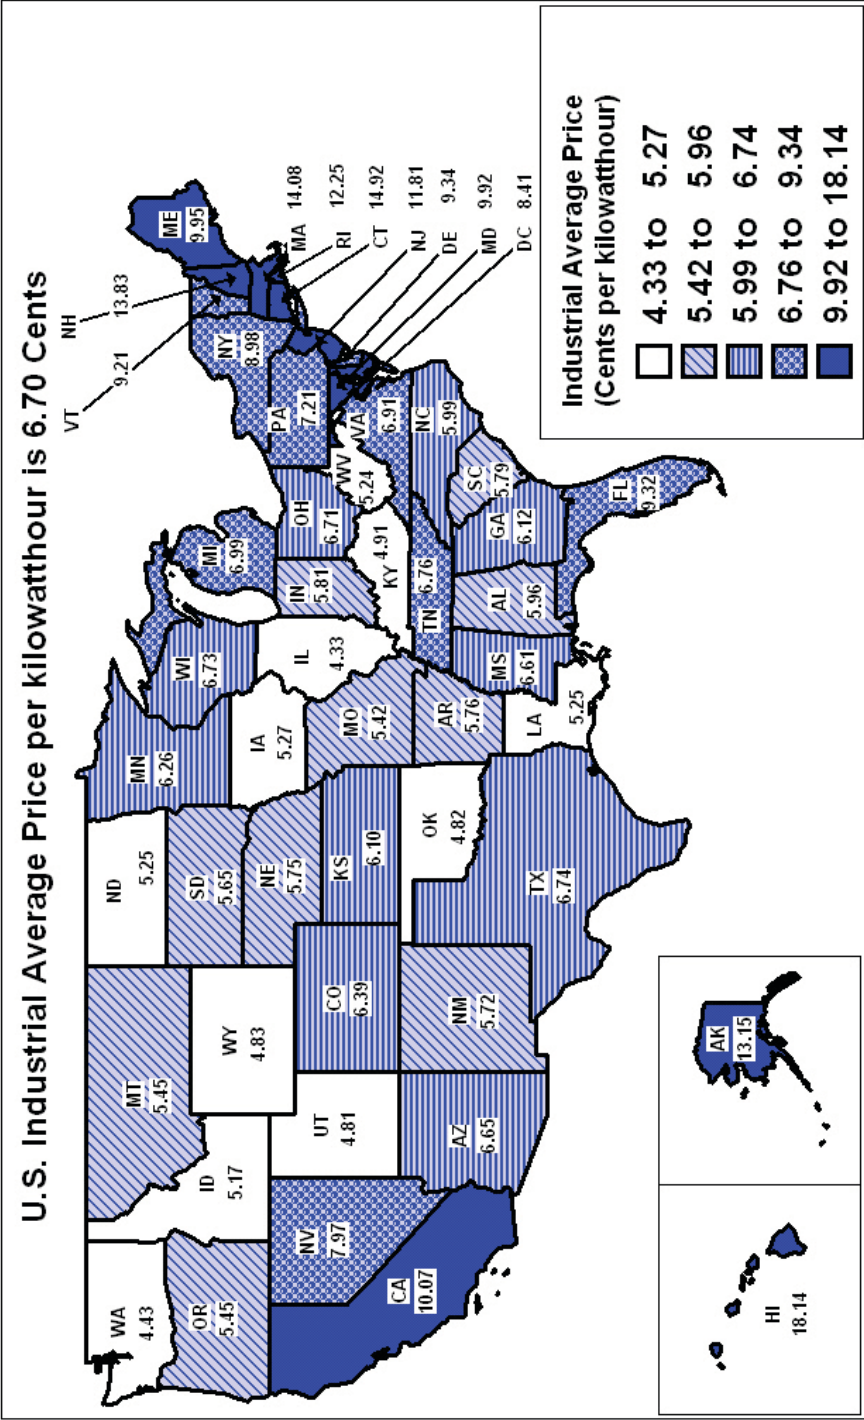 U.S. Industrial Average Price per kilowatthour is 6.70 Cents
WA
4.43
OR
5.45
CA
10.07
NV
7.97
ID
5.17
MT
5.45
WY
4.83
UT
4.81
AZ
6.65
CO
6.39
NM
5.72
ND
5.25
SD
5.65
NE
5.75
KS
6.10
OK
4.82
TX
6.74
MN
6.26
IA
5.27
MO
5.42
AR
5.76
LA
5.25
WI
6.73
IL
4.33
MI
6.99
IN
5.81
OH
6.71
KY 4.91
TN
6.76
MS
6.61
AL
5.96
GA
6.12
FL
9.32
SC
5.79
NC
5.99
VA
6.91
WV
5.24
PA
7.21
NY
8.98
VT
9.21
NH
13.83
ME
9.95
MA 14.08
RI 12.25
CT 14.92
NJ 11.81
DE 9.34
MD 9.92
DC 8.41
HI
18.14
AK
13.15
Industrial Average Price
(Cents per kilowatthour)
4.33 to 5.27
5.42 to 5.96
5.99 to 6.74
6.76 to 9.34
9.92 to 18.14